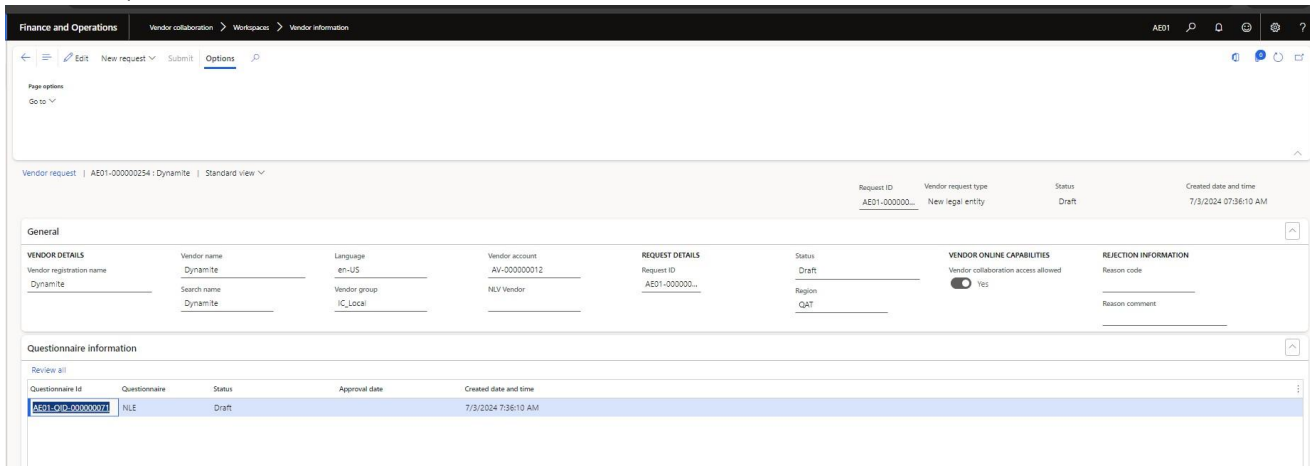 Finance and Operations Vendor collaboration > Workspaces > Vendor information AE01 ?
Edit New request Submit Options 0
Page options
Go to
Vendor request | AE01-000000254 : Dynamite | Standard view
Request ID Vendor request type Status Created date and time
AE01-000000... New legal entity Draft 7/3/2024 07:36:10 AM
General
VENDOR DETAILS Vendor name Language Vendor account REQUEST DETAILS Status VENDOR ONLINE CAPABILITIES REJECTION INFORMATION
Vendor registration name Dynamite en-US AV-000000012 Request ID Draft Vendor collaboration access allowed Reason code
Dynamite Search name Vendor group NLV Vendor AE01-000000... Region Yes
Dynamite IC_Local QAT Reason comment
Questionnaire information
Review all
Questionnaire Id Questionnaire Status Approval date Created date and time
AE01-QID-000000071 NLE Draft 7/3/2024 7:36:10 AM